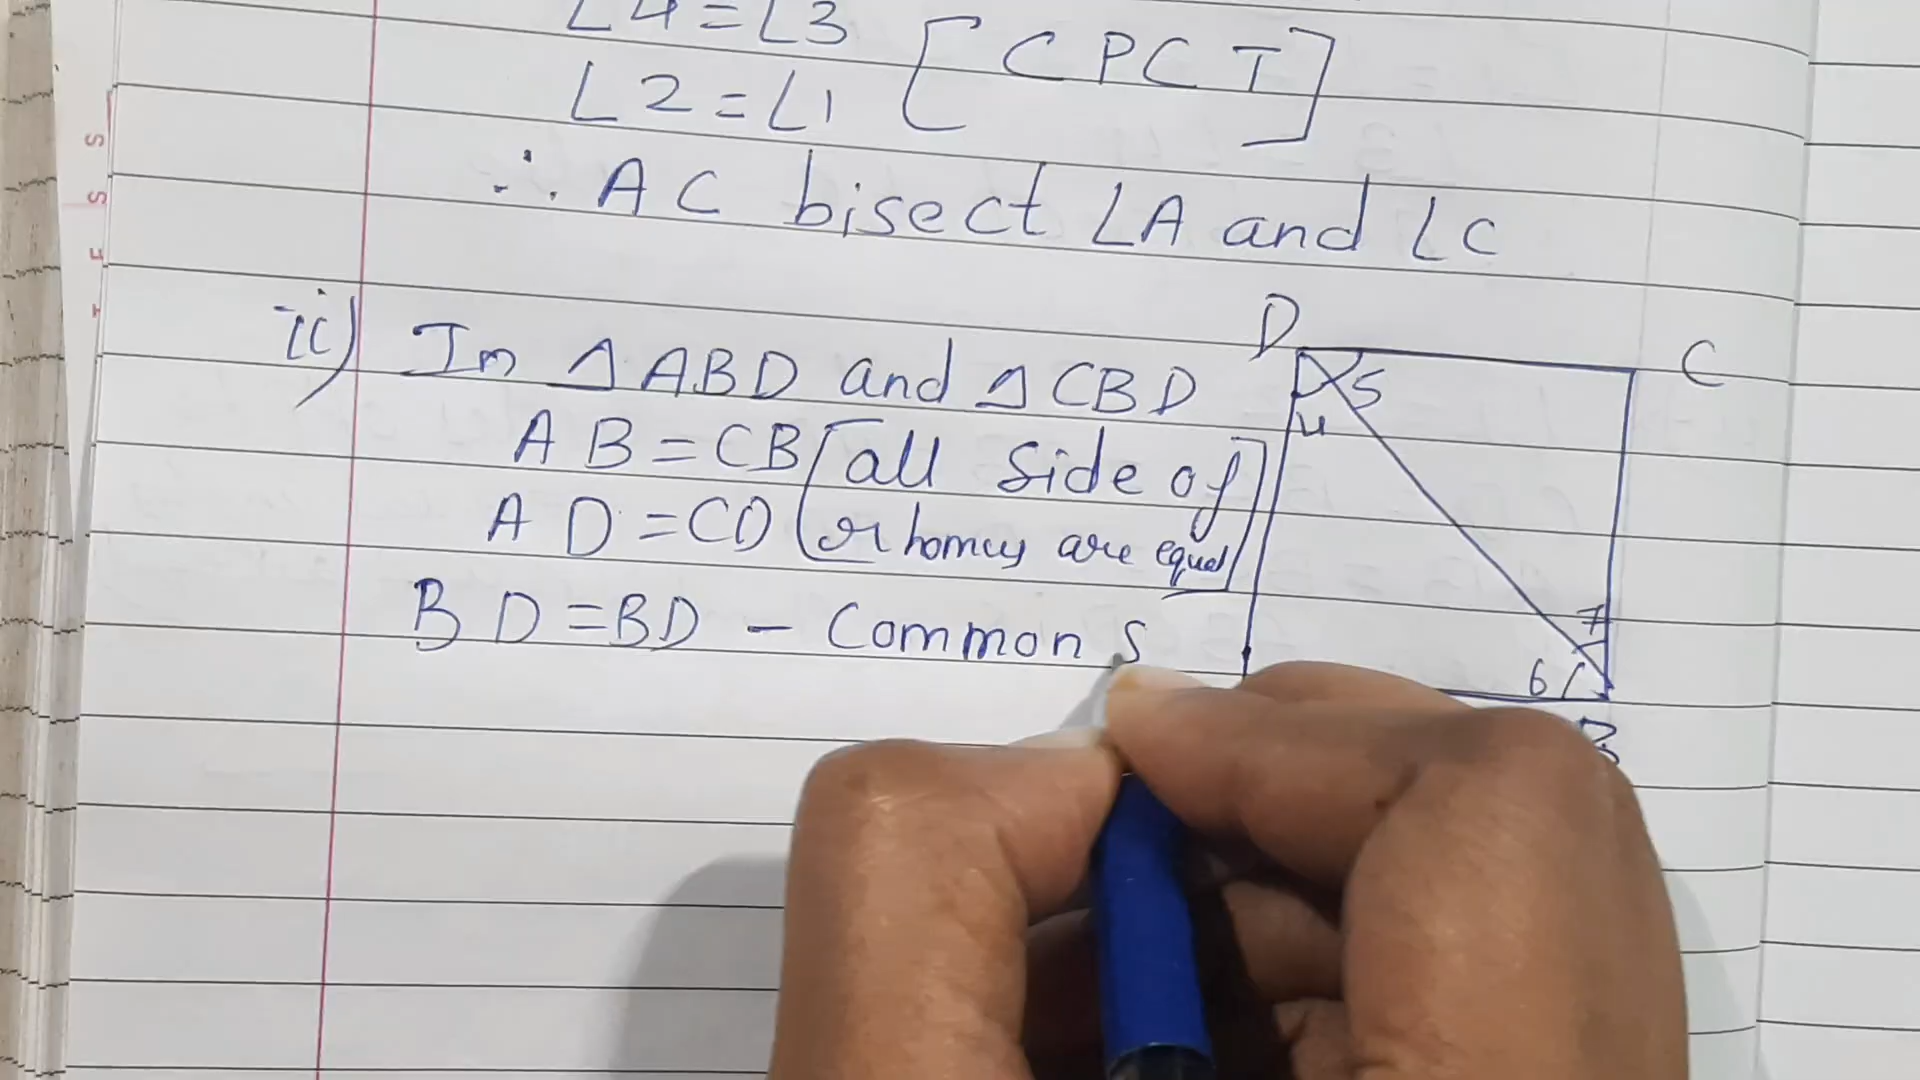 ∠4=∠3
∠2=∠1 [CPCT]
∴ AC bisect ∠A and ∠C
ii) In △ABD and △CBD
AB=CB [all side of
AD=CD rhomus are equal]
BD=BD - Common S
D
C
5
4
7
6
B
T E S S